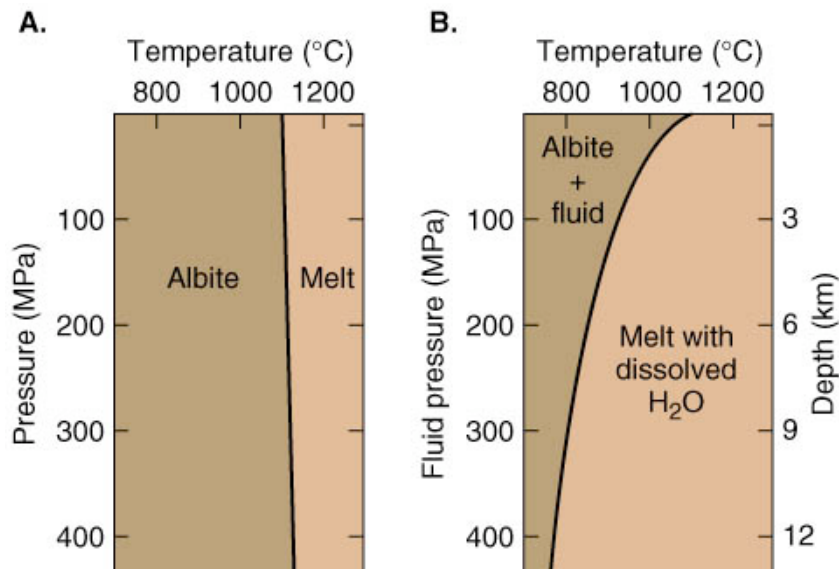 A.
Temperature (°C)
800 1000 1200
Pressure (MPa)
100
200
300
400
Albite
Melt
B.
Temperature (°C)
800 1000 1200
Fluid pressure (MPa)
100
200
300
400
Albite
+
fluid
Melt with
dissolved
H₂O
3
6
9
12
Depth (km)